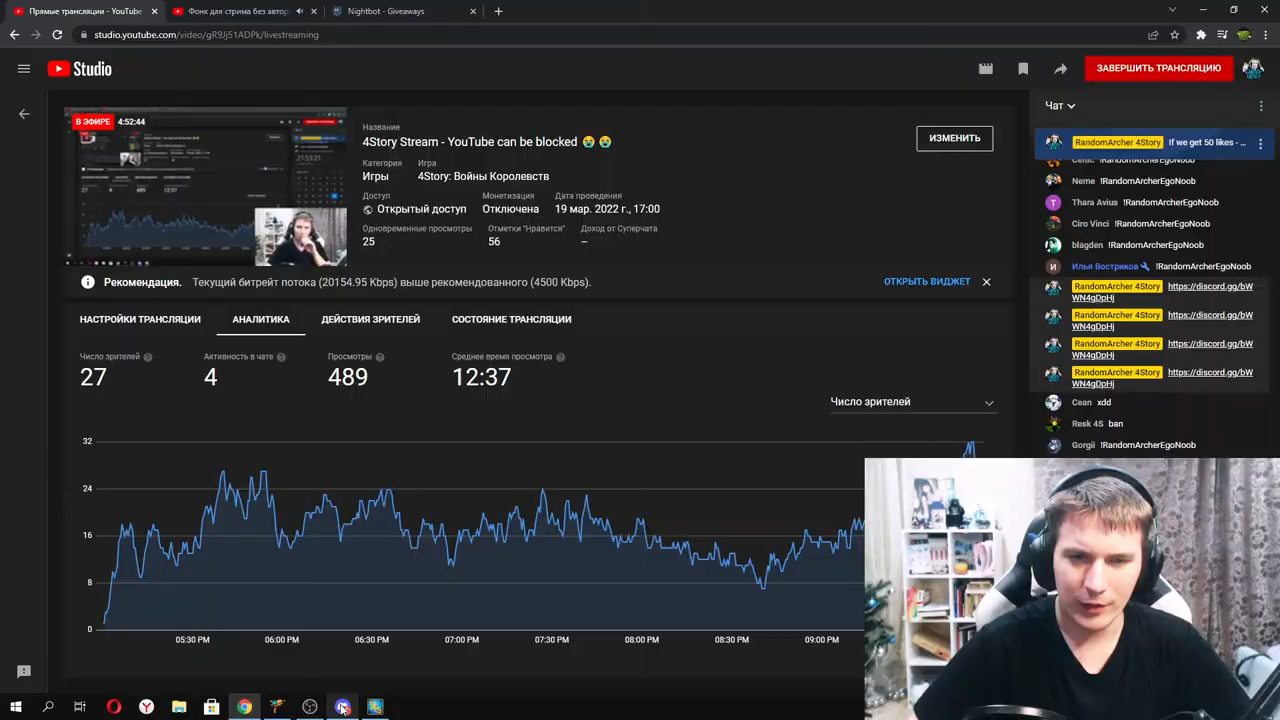 Прямые трансляции - YouTube
Фонк для стрима без автор
Nightbot - Giveaways
studio.youtube.com/video/gR9Jj51ADPk/livestreaming
Studio
ЗАВЕРШИТЬ ТРАНСЛЯЦИЮ
В ЭФИРЕ 4:52:44
Название
4Story Stream - YouTube can be blocked 😭 😭
ИЗМЕНИТЬ
Категория Игра
Игры 4Story: Войны Королевств
Доступ Монетизация Дата проведения
Открытый доступ Отключена 19 мар. 2022 г., 17:00
Одновременные просмотры Отметки "Нравится" Доход от Суперчата
25 56 –
Рекомендация. Текущий битрейт потока (20154.95 Kbps) выше рекомендованного (4500 Kbps).
ОТКРЫТЬ ВИДЖЕТ
НАСТРОЙКИ ТРАНСЛЯЦИИ АНАЛИТИКА ДЕЙСТВИЯ ЗРИТЕЛЕЙ СОСТОЯНИЕ ТРАНСЛЯЦИИ
Число зрителей Активность в чате Просмотры Среднее время просмотра
27 4 489 12:37
Число зрителей
32
24
16
8
0
05:30 PM 06:00 PM 06:30 PM 07:00 PM 07:30 PM 08:00 PM 08:30 PM 09:00 PM
Чат
RandomArcher 4Story If we get 50 likes - ...
Celtic !RandomArcherEgoNoob
Neme !RandomArcherEgoNoob
T Thara Avius !RandomArcherEgoNoob
Ciro Vinci !RandomArcherEgoNoob
blagden !RandomArcherEgoNoob
И Илья Востриков !RandomArcherEgoNoob
RandomArcher 4Story https://discord.gg/bW
WN4gDpHj
RandomArcher 4Story https://discord.gg/bW
WN4gDpHj
RandomArcher 4Story https://discord.gg/bW
WN4gDpHj
RandomArcher 4Story https://discord.gg/bW
WN4gDpHj
Cean xdd
Resk 4S ban
Gorgii !RandomArcherEgoNoob